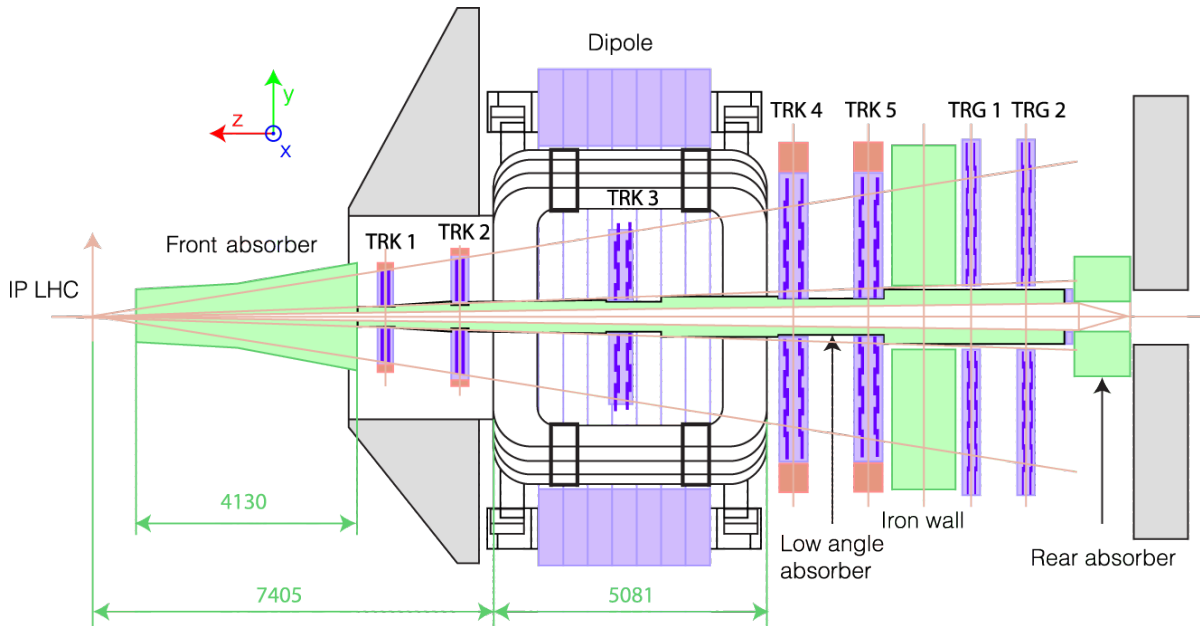 Dipole
y
z
x
TRK 4
TRK 5
TRG 1
TRG 2
TRK 3
TRK 1
TRK 2
Front absorber
IP LHC
4130
Iron wall
Low angle
absorber
Rear absorber
7405
5081